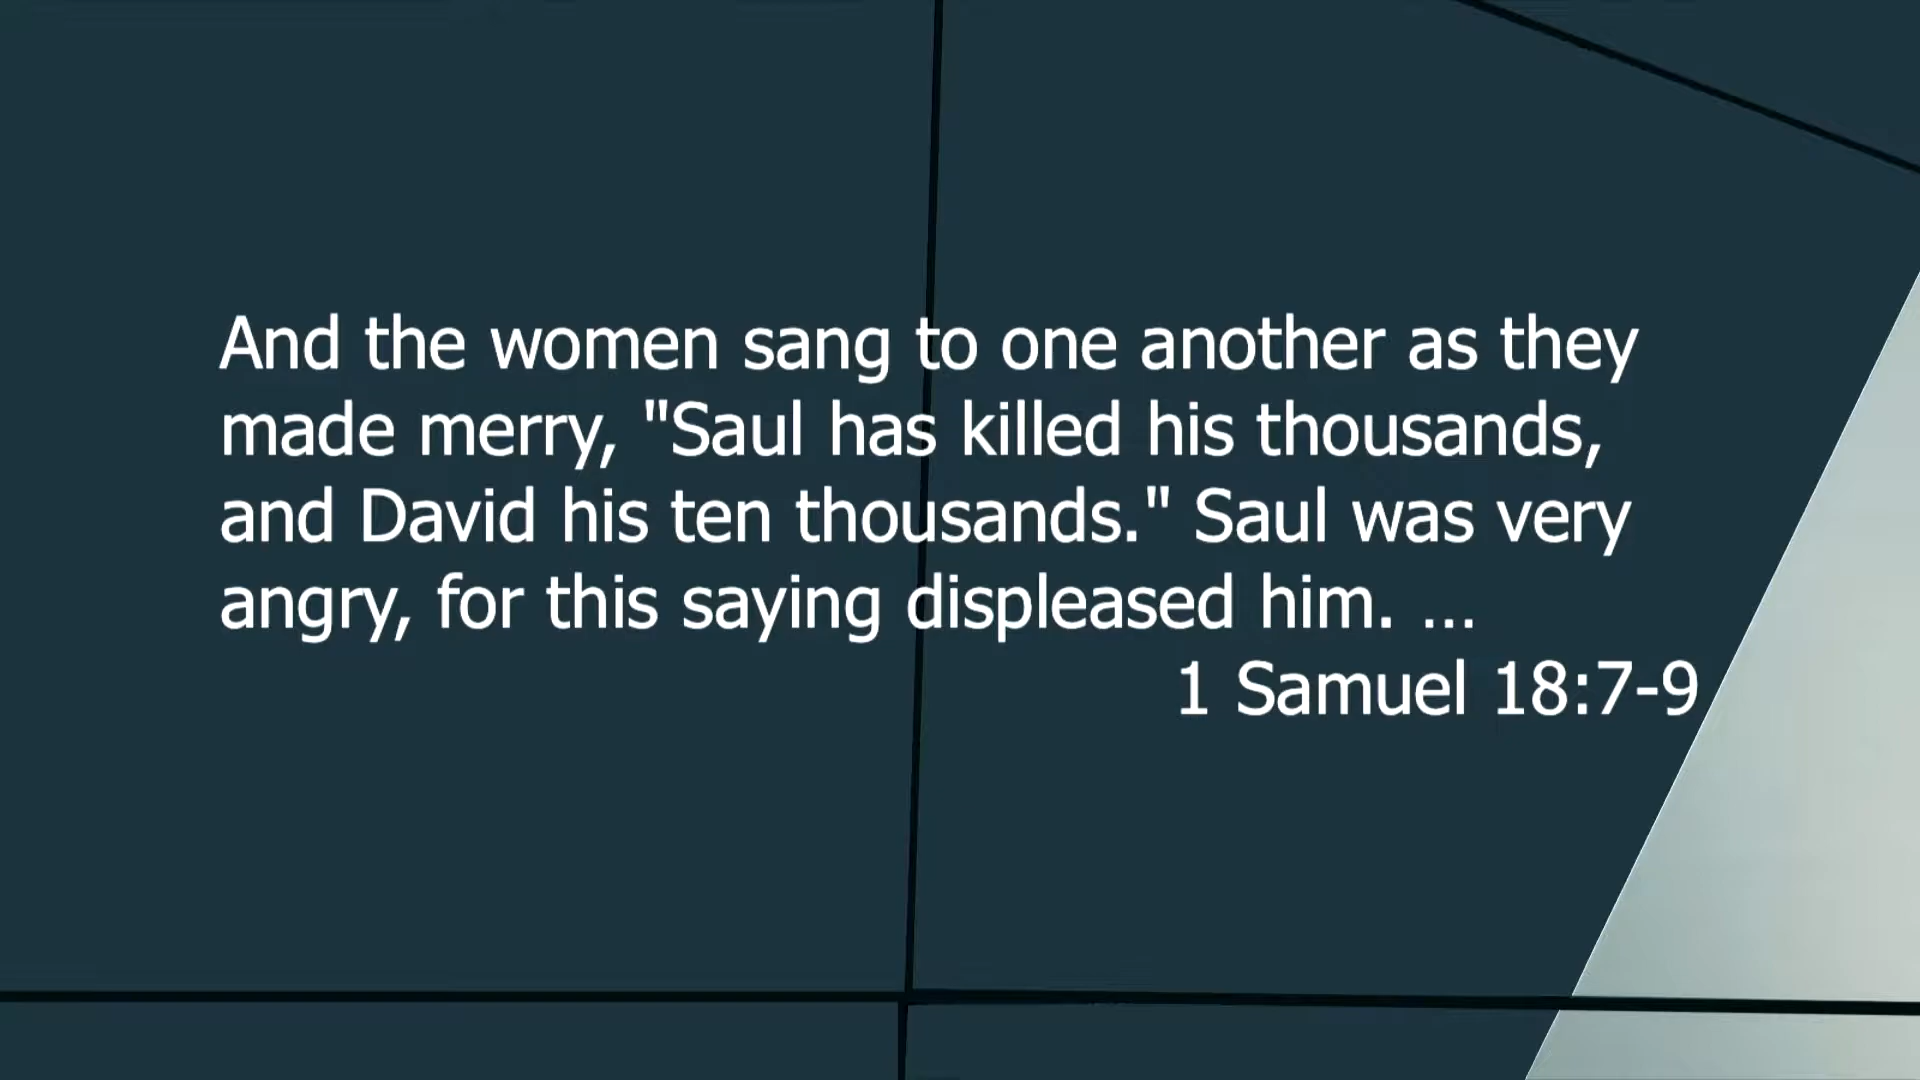 And the women sang to one another as they
made merry, "Saul has killed his thousands,
and David his ten thousands." Saul was very
angry, for this saying displeased him. ...
1 Samuel 18:7-9